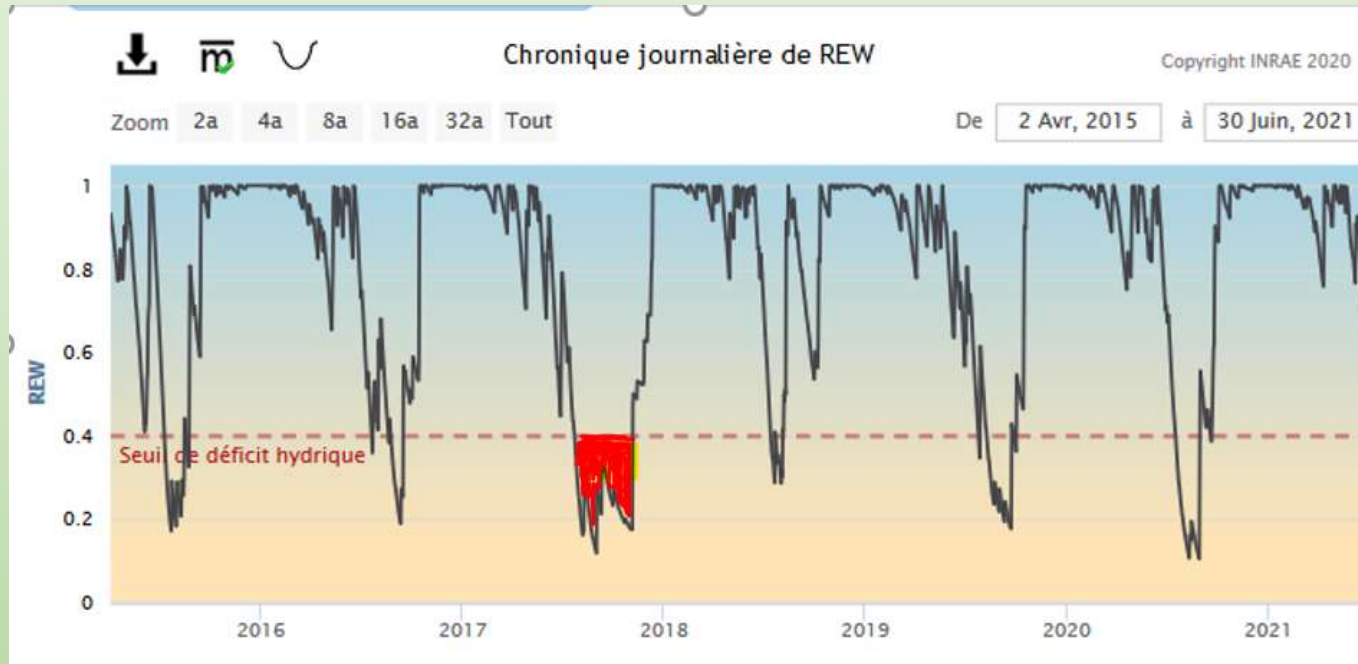 m
Chronique journalière de REW
Copyright INRAE 2020
Zoom 2a 4a 8a 16a 32a Tout
De 2 Avr, 2015 à 30 Juin, 2021
1
0.8
0.6
REW
0.4
Seuil de déficit hydrique
0.2
0
2016 2017 2018 2019 2020 2021